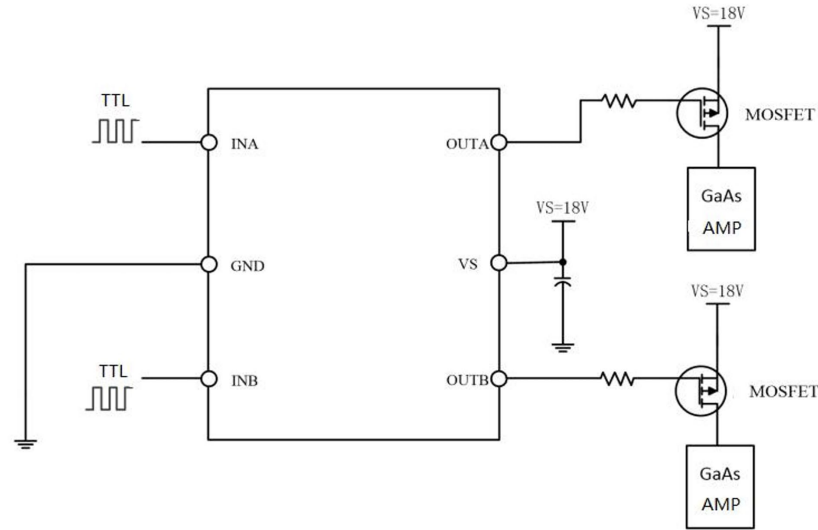 VS=18V
TTL
MOSFET
INA
OUTA
GaAs
AMP
VS=18V
GND
VS
VS=18V
TTL
INB
OUTB
MOSFET
GaAs
AMP